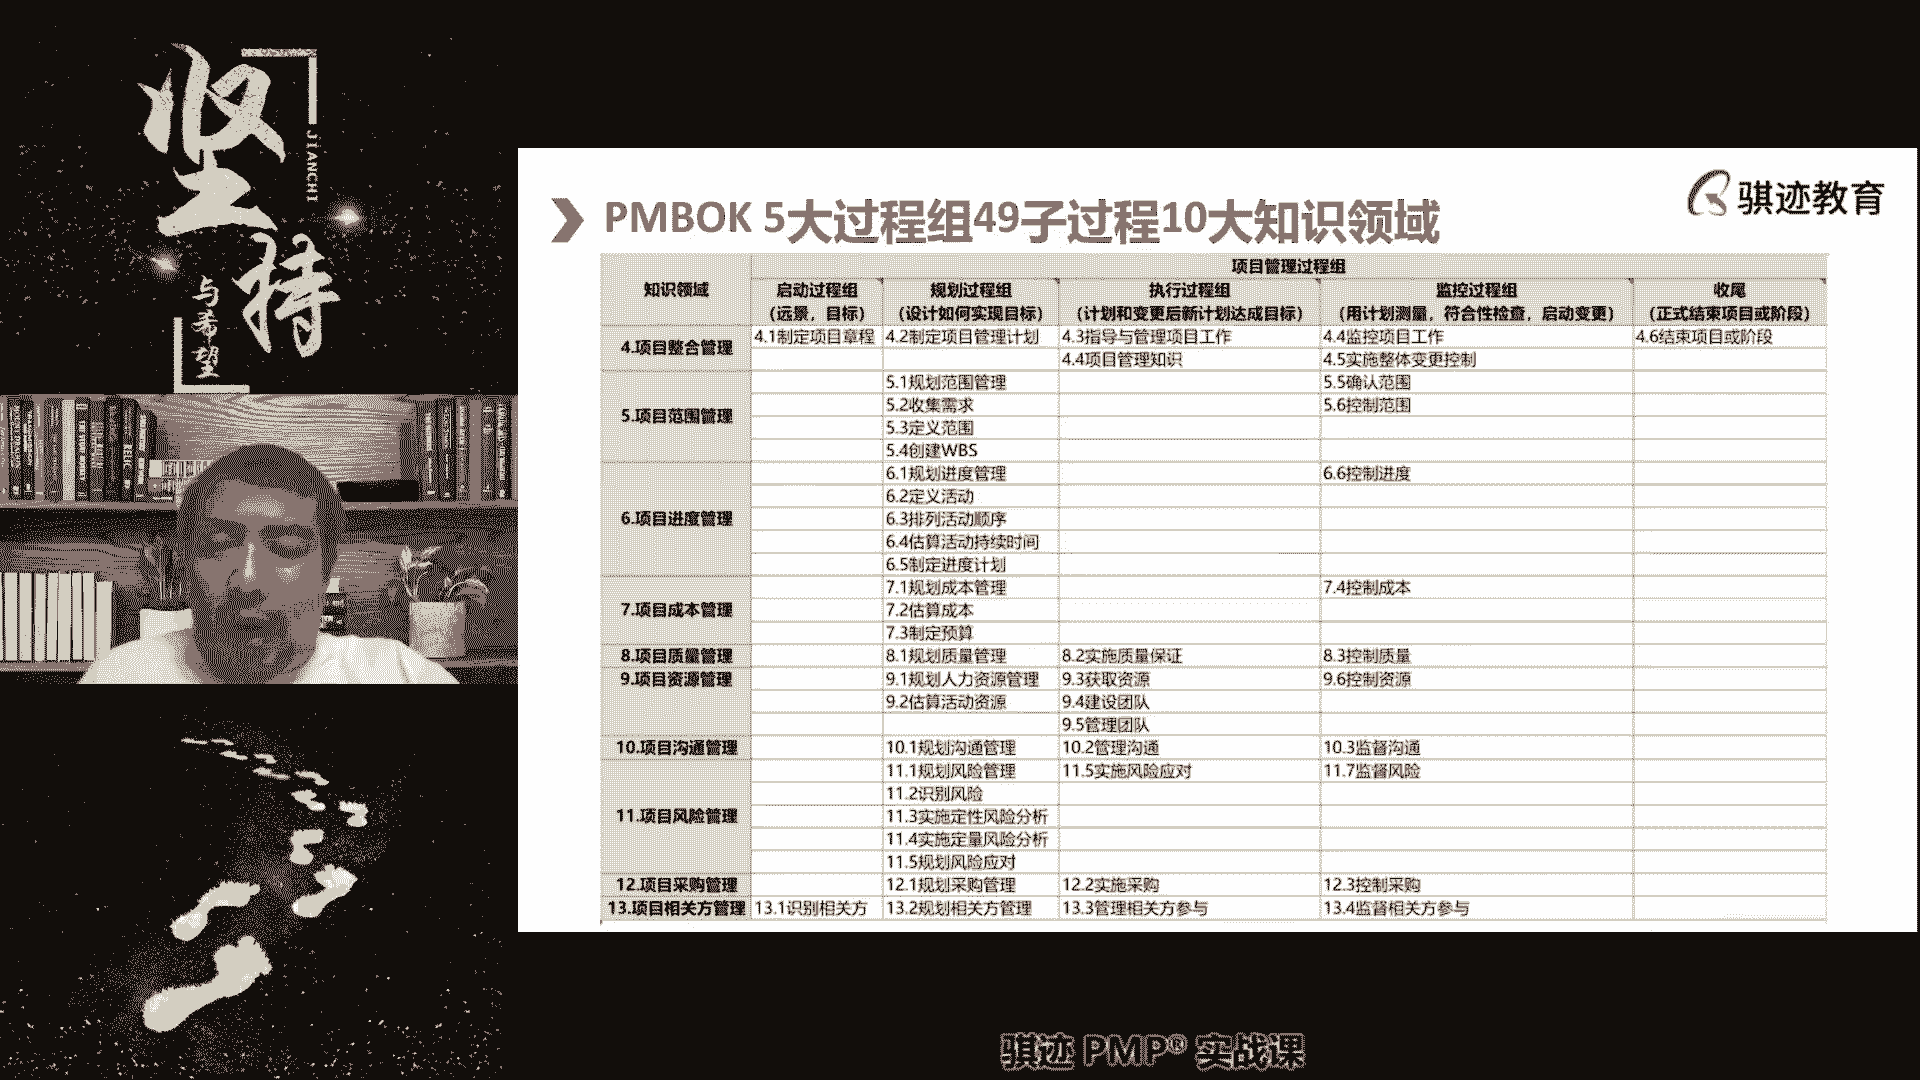 坚持
JIANCHI
与希望
骐迹教育
PMBOK 5大过程组49子过程10大知识领域
知识领域 项目管理过程组
启动过程组 规划过程组 执行过程组 监控过程组 收尾
（远景，目标） （设计如何实现目标） （计划和变更后新计划达成目标） （用计划测量，符合性检查，启动变更） （正式结束项目或阶段）
4.项目整合管理 4.1制定项目章程 4.2制定项目管理计划 4.3指导与管理项目工作 4.4监控项目工作 4.6结束项目或阶段
4.4项目管理知识 4.5实施整体变更控制
5.项目范围管理 5.1规划范围管理 5.5确认范围
5.2收集需求 5.6控制范围
5.3定义范围
5.4创建WBS
6.项目进度管理 6.1规划进度管理 6.6控制进度
6.2定义活动
6.3排列活动顺序
6.4估算活动持续时间
6.5制定进度计划
7.项目成本管理 7.1规划成本管理 7.4控制成本
7.2估算成本
7.3制定预算
8.项目质量管理 8.1规划质量管理 8.2实施质量保证 8.3控制质量
9.项目资源管理 9.1规划人力资源管理 9.3获取资源 9.6控制资源
9.2估算活动资源 9.4建设团队
9.5管理团队
10.项目沟通管理 10.1规划沟通管理 10.2管理沟通 10.3监督沟通
11.项目风险管理 11.1规划风险管理 11.5实施风险应对 11.7监督风险
11.2识别风险
11.3实施定性风险分析
11.4实施定量风险分析
11.5规划风险应对
12.项目采购管理 12.1规划采购管理 12.2实施采购 12.3控制采购
13.项目相关方管理 13.1识别相关方 13.2规划相关方管理 13.3管理相关方参与 13.4监督相关方参与
骐迹 PMP® 实战课